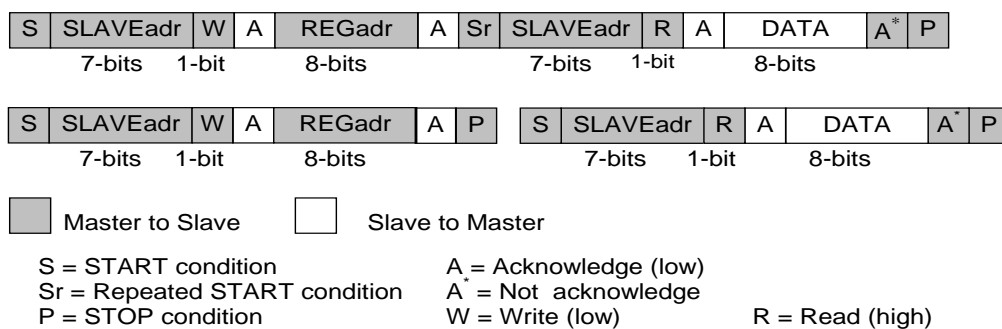 S SLAVEadr W A REGadr A Sr SLAVEadr R A DATA A* P
7-bits 1-bit 8-bits 7-bits 1-bit 8-bits
S SLAVEadr W A REGadr A P S SLAVEadr R A DATA A* P
7-bits 1-bit 8-bits 7-bits 1-bit 8-bits
Master to Slave Slave to Master
S = START condition A = Acknowledge (low)
Sr = Repeated START condition A* = Not acknowledge
P = STOP condition W = Write (low) R = Read (high)